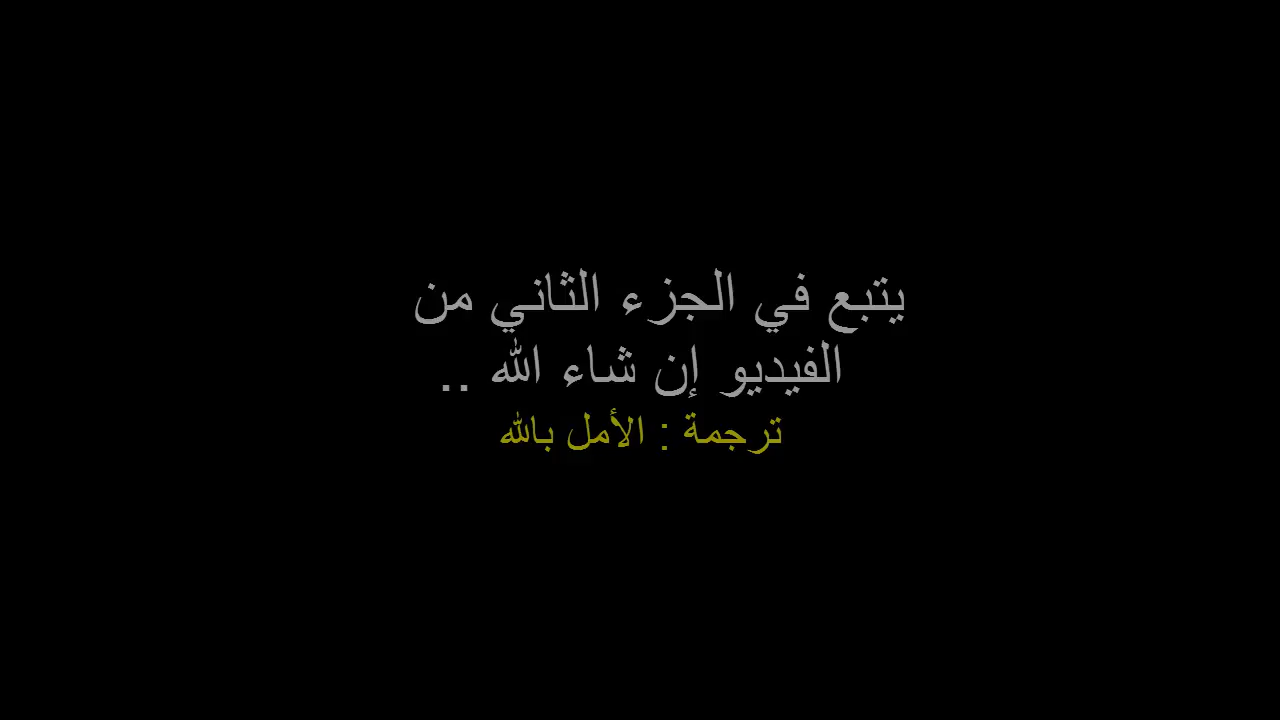 يتبع في الجزء الثاني من
الفيديو إن شاء الله ..
ترجمة : الأمل بالله